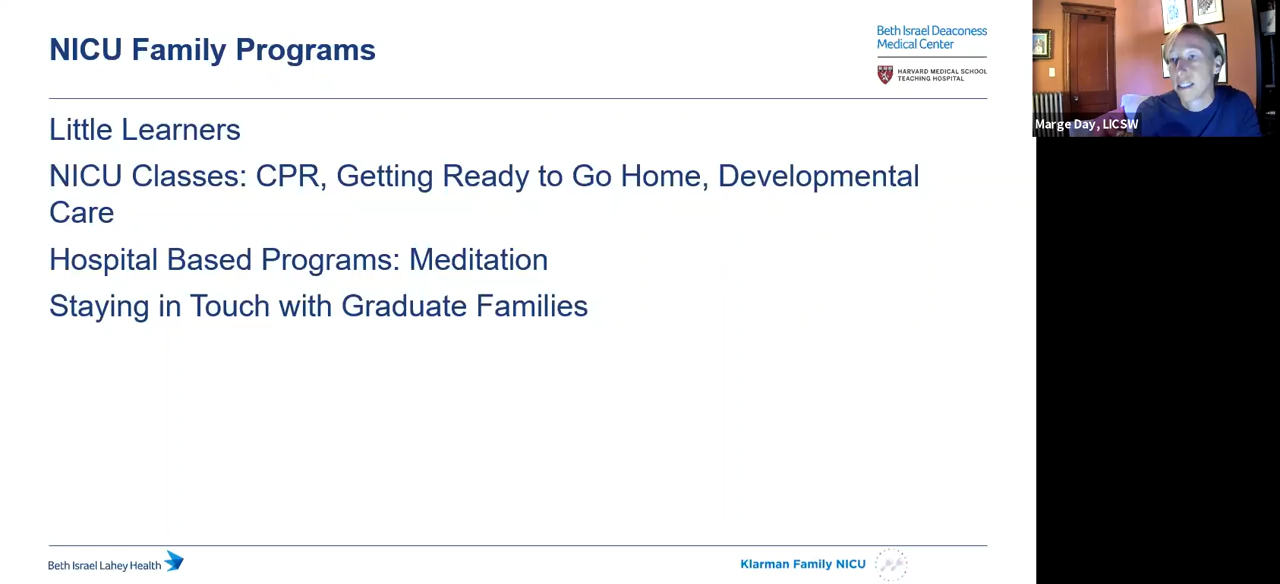 NICU Family Programs
Beth Israel Deaconess
Medical Center
HARVARD MEDICAL SCHOOL
TEACHING HOSPITAL
Little Learners
NICU Classes: CPR, Getting Ready to Go Home, Developmental
Care
Hospital Based Programs: Meditation
Staying in Touch with Graduate Families
Beth Israel Lahey Health
Klarman Family NICU
Marge Day, LICSW